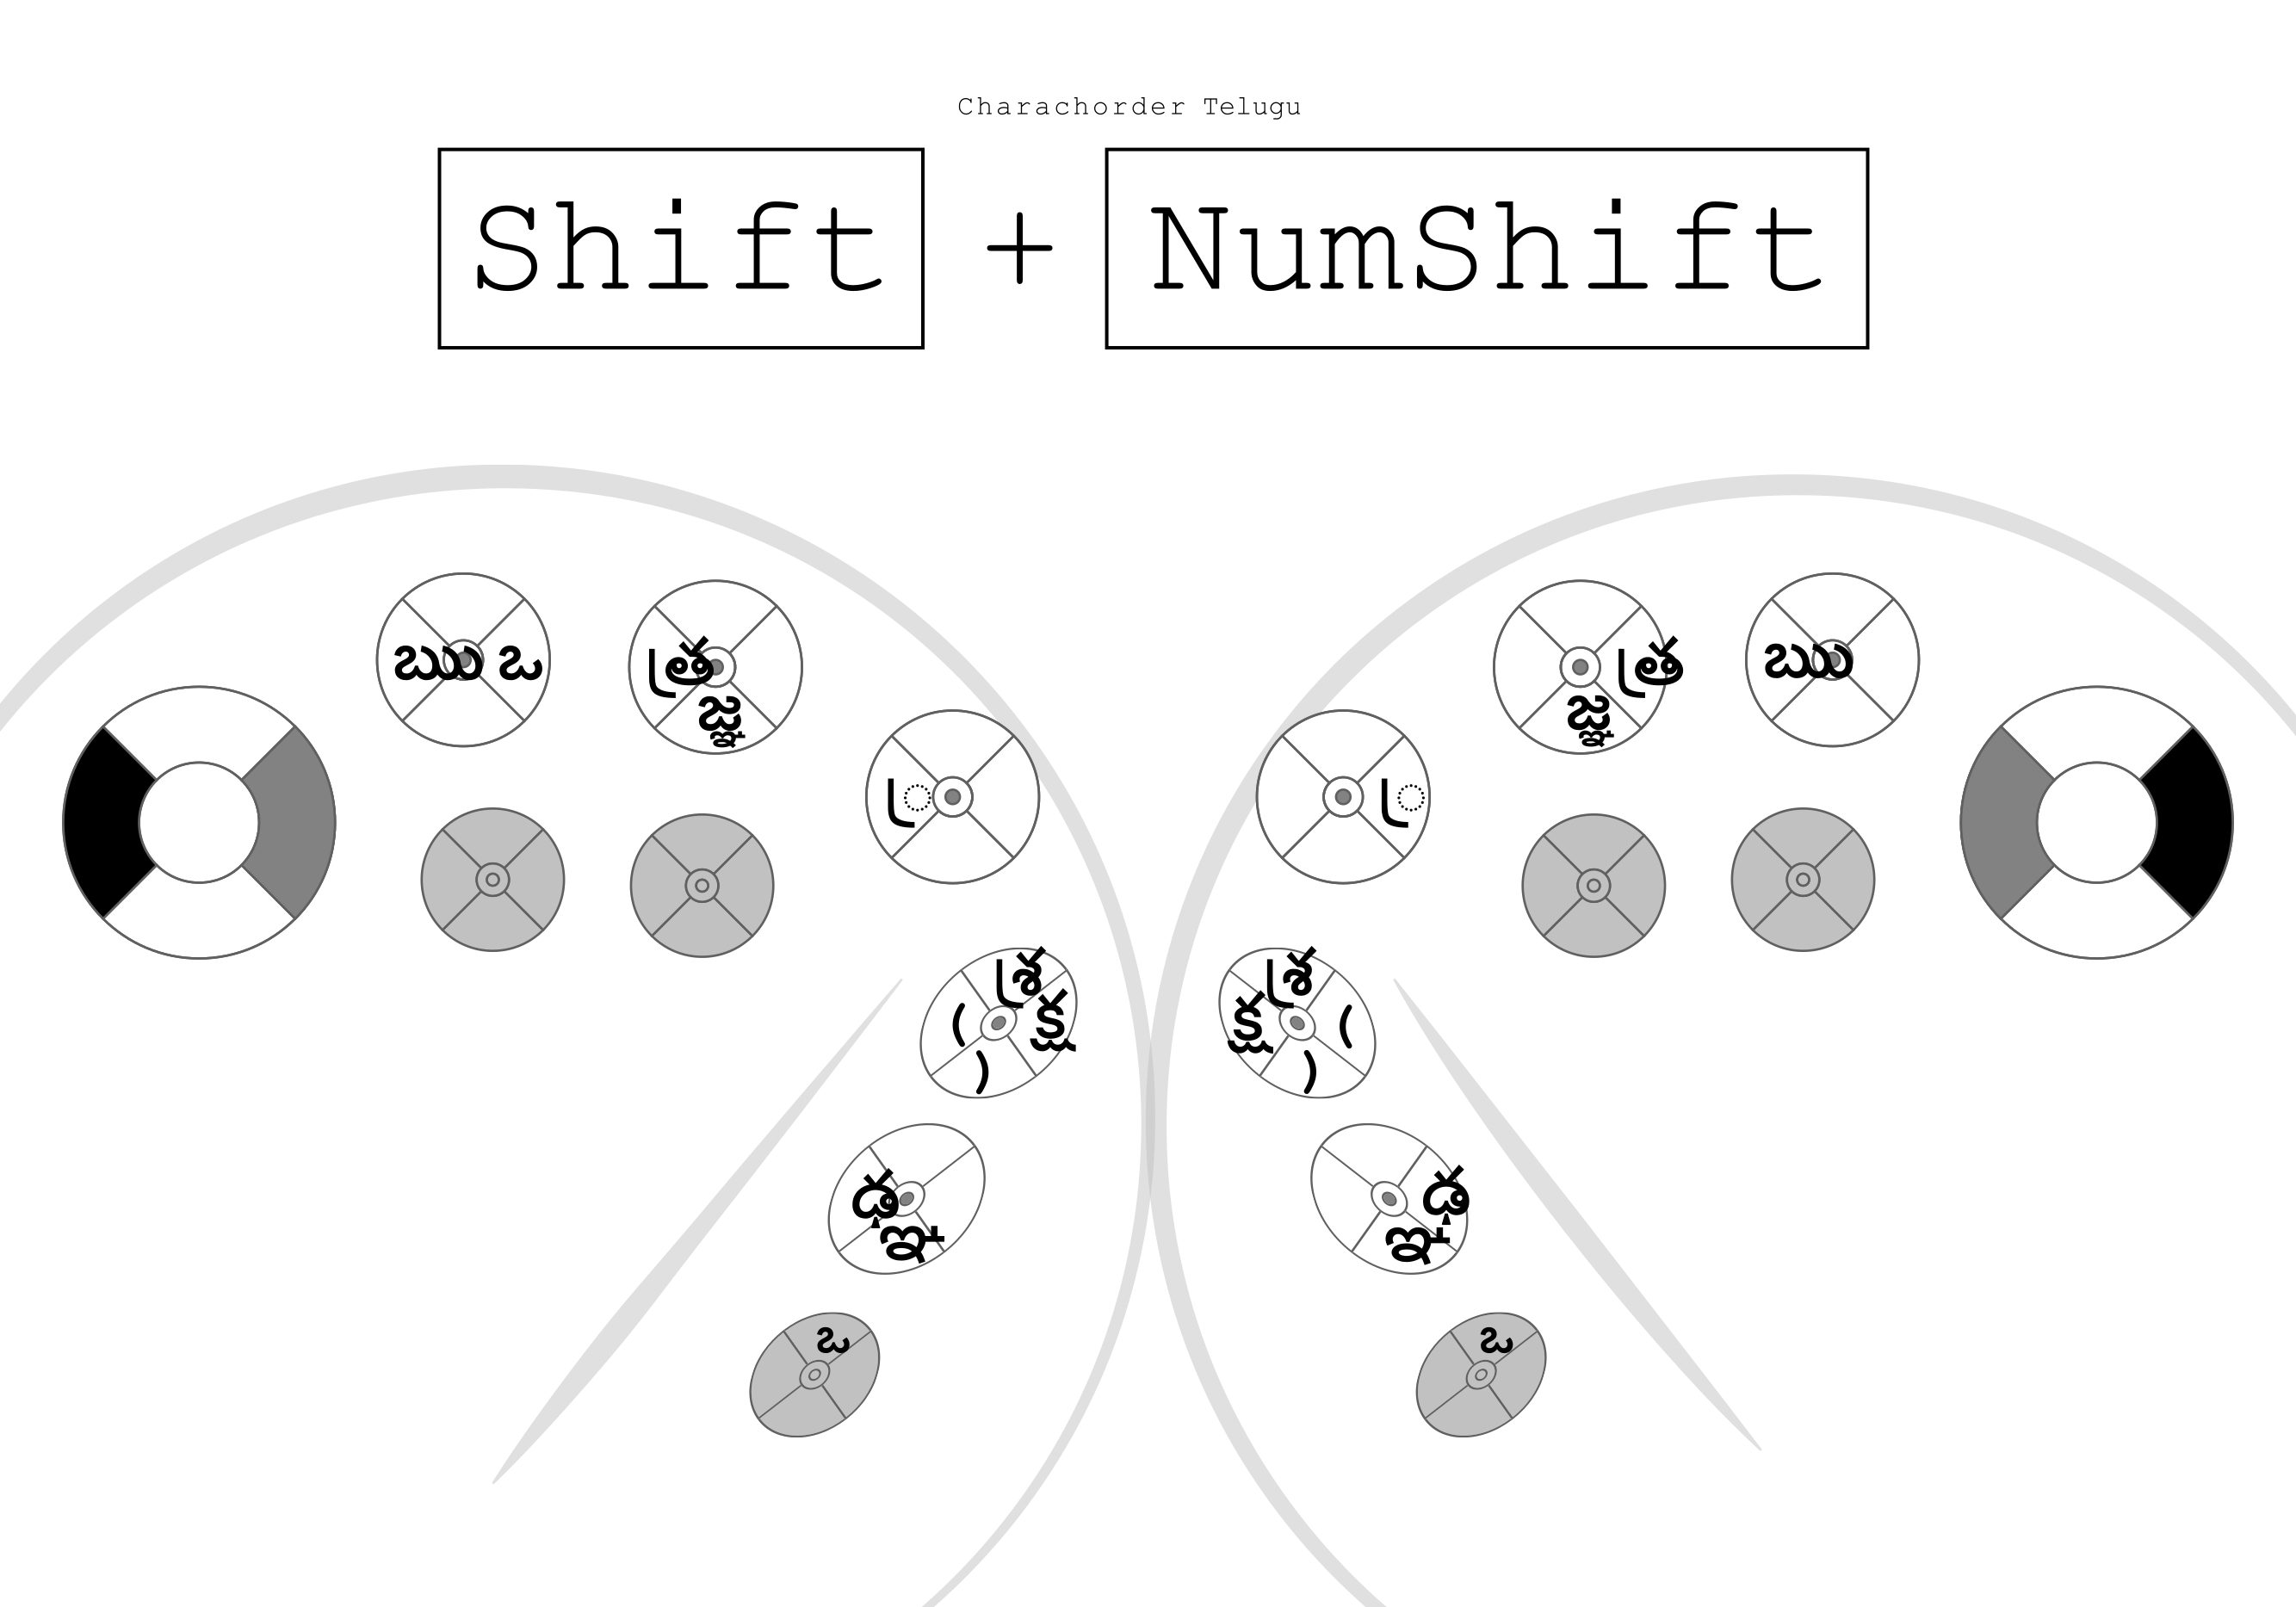 Charachorder Telugu
Shift + NumShift
ఋ ఒ
ఋ
జ్ఞ
జ్ఞ
్ర
్ర
త్ర
త్ర
క్ష
క్ష
(
(
)
)
ఞ
ఞ
ఒ
ఒ